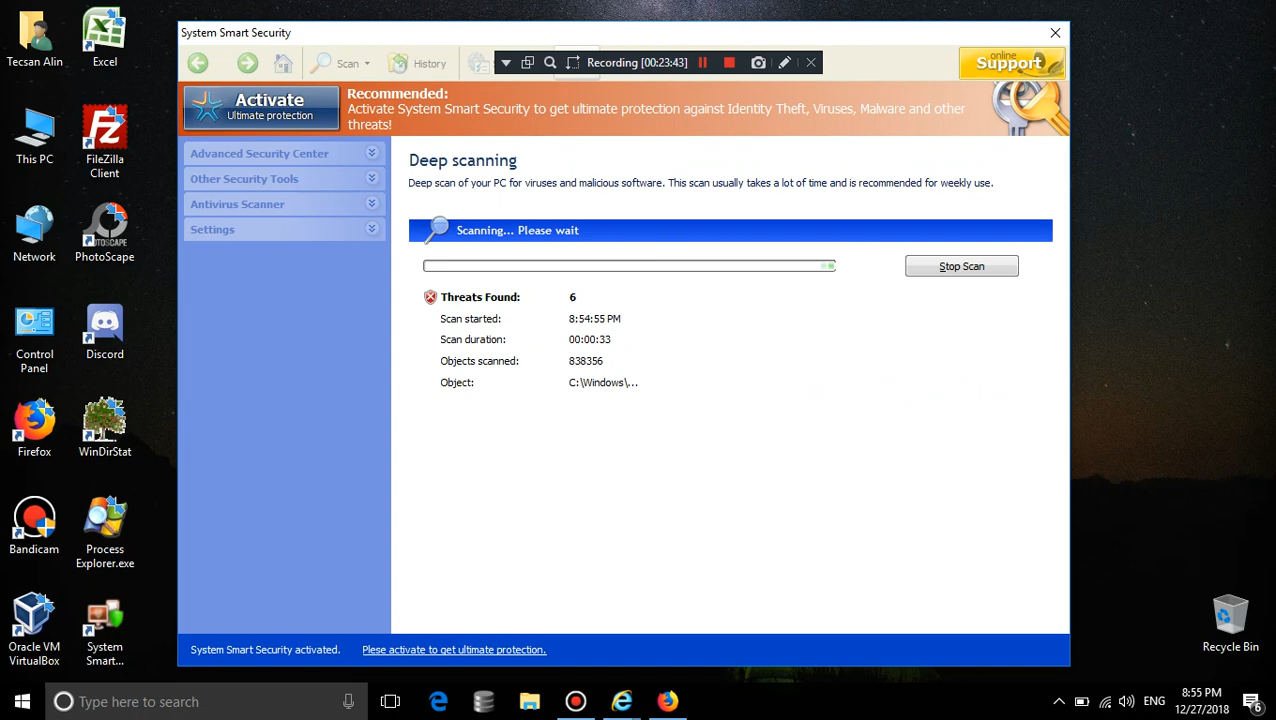 System Smart Security
Scan
History
Recording [00:23:43]
online
Support
Activate
Ultimate protection
Recommended:
Activate System Smart Security to get ultimate protection against Identity Theft, Viruses, Malware and other
threats!
Advanced Security Center
Other Security Tools
Antivirus Scanner
Settings
Deep scanning
Deep scan of your PC for viruses and malicious software. This scan usually takes a lot of time and is recommended for weekly use.
Scanning... Please wait
Stop Scan
Threats Found: 6
Scan started: 8:54:55 PM
Scan duration: 00:00:33
Objects scanned: 838356
Object: C:\Windows\...
System Smart Security activated. Plese activate to get ultimate protection.
Tecsan Alin
Excel
This PC
FileZilla
Client
Network
PHOTOSCAPE
PhotoScape
Control
Panel
Discord
Firefox
WinDirStat
Bandicam
Process
Explorer.exe
Oracle VM
VirtualBox
System
Smart...
Recycle Bin
Type here to search
ENG
8:55 PM
12/27/2018
6